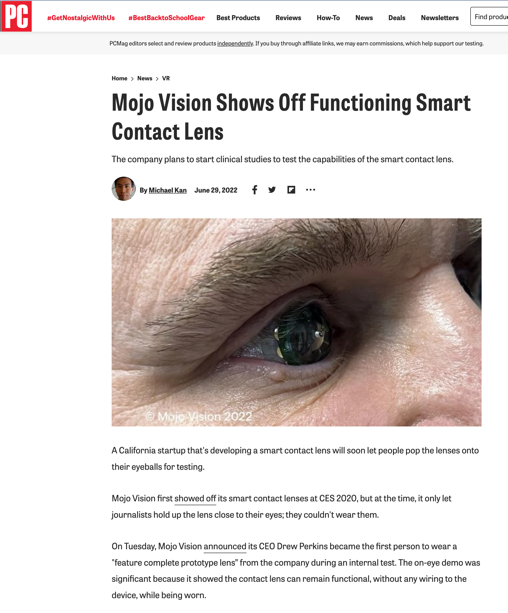 PC
#GetNostalgicWithUs #BestBacktoSchoolGear Best Products Reviews How-To News Deals Newsletters Find produ
PCMag editors select and review products independently. If you buy through affiliate links, we may earn commissions, which help support our testing.
Home > News > VR
Mojo Vision Shows Off Functioning Smart
Contact Lens
The company plans to start clinical studies to test the capabilities of the smart contact lens.
By Michael Kan June 29, 2022
© Mojo Vision 2022
A California startup that's developing a smart contact lens will soon let people pop the lenses onto
their eyeballs for testing.
Mojo Vision first showed off its smart contact lenses at CES 2020, but at the time, it only let
journalists hold up the lens close to their eyes; they couldn't wear them.
On Tuesday, Mojo Vision announced its CEO Drew Perkins became the first person to wear a
"feature complete prototype lens" from the company during an internal test. The on-eye demo was
significant because it showed the contact lens can remain functional, without any wiring to the
device, while being worn.